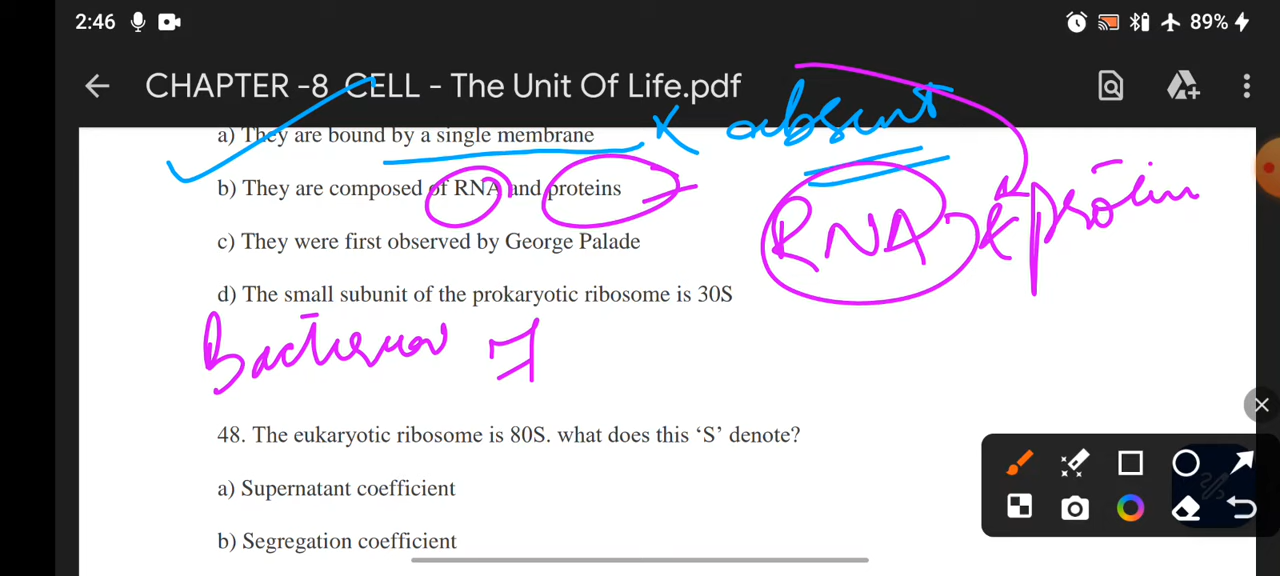 2:46 89%
CHAPTER -8 CELL - The Unit Of Life.pdf
a) They are bound by a single membrane x absent
b) They are composed of RNA and proteins
RNA & protein
c) They were first observed by George Palade
d) The small subunit of the prokaryotic ribosome is 30S
7
48. The eukaryotic ribosome is 80S. what does this ‘S’ denote?
a) Supernatant coefficient
b) Segregation coefficient